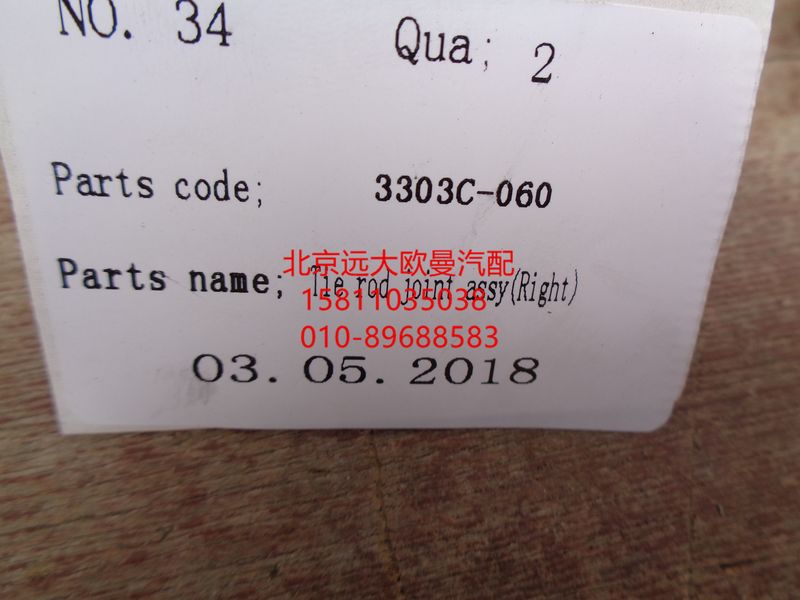 NO. 34 Qua; 2
Parts code; 3303C-060
北京远大欧曼汽配
Parts name; Tie rod joint assy(Right)
15811035038
010-89688583
03. 05. 2018